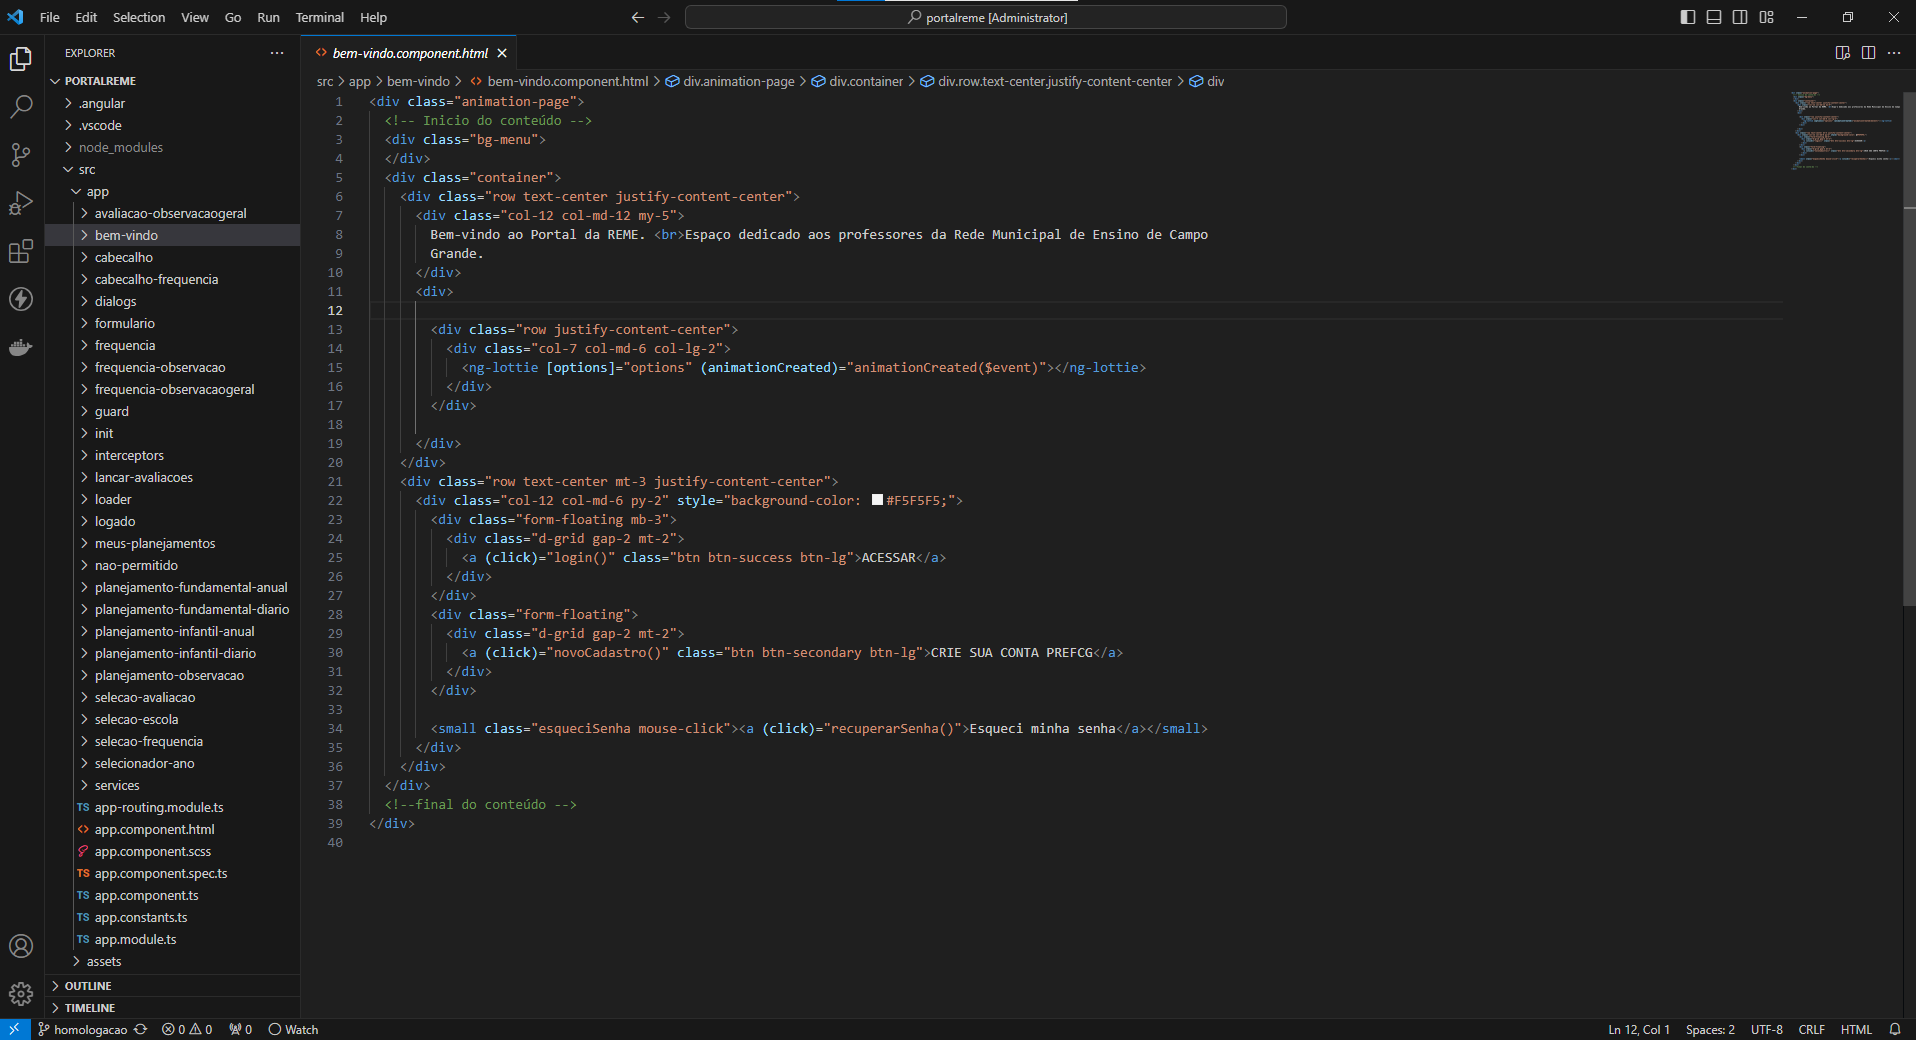 File Edit Selection View Go Run Terminal Help
portalreme [Administrator]
EXPLORER
PORTALREME
.angular
.vscode
node_modules
src
app
avaliacao-observacaogeral
bem-vindo
cabecalho
cabecalho-frequencia
dialogs
formulario
frequencia
frequencia-observacao
frequencia-observacaogeral
guard
init
interceptors
lancar-avaliacoes
loader
logado
meus-planejamentos
nao-permitido
planejamento-fundamental-anual
planejamento-fundamental-diario
planejamento-infantil-anual
planejamento-infantil-diario
planejamento-observacao
selecao-avaliacao
selecao-escola
selecao-frequencia
selecionador-ano
services
TS app-routing.module.ts
<> app.component.html
app.component.scss
TS app.component.spec.ts
TS app.component.ts
TS app.constants.ts
TS app.module.ts
assets
OUTLINE
TIMELINE
<> bem-vindo.component.html
src > app > bem-vindo > <> bem-vindo.component.html > div.animation-page > div.container > div.row.text-center.justify-content-center > div
1 <div class="animation-page">
2 <!-- Inicio do conteúdo -->
3 <div class="bg-menu">
4 </div>
5 <div class="container">
6 <div class="row text-center justify-content-center">
7 <div class="col-12 col-md-12 my-5">
8 Bem-vindo ao Portal da REME. <br>Espaço dedicado aos professores da Rede Municipal de Ensino de Campo
9 Grande.
10 </div>
11 <div>
12
13 <div class="row justify-content-center">
14 <div class="col-7 col-md-6 col-lg-2">
15 <ng-lottie [options]="options" (animationCreated)="animationCreated($event)"></ng-lottie>
16 </div>
17 </div>
18
19 </div>
20 </div>
21 <div class="row text-center mt-3 justify-content-center">
22 <div class="col-12 col-md-6 py-2" style="background-color: #F5F5F5;">
23 <div class="form-floating mb-3">
24 <div class="d-grid gap-2 mt-2">
25 <a (click)="login()" class="btn btn-success btn-lg">ACESSAR</a>
26 </div>
27 </div>
28 <div class="form-floating">
29 <div class="d-grid gap-2 mt-2">
30 <a (click)="novoCadastro()" class="btn btn-secondary btn-lg">CRIE SUA CONTA PREFCG</a>
31 </div>
32 </div>
33
34 <small class="esqueciSenha mouse-click"><a (click)="recuperarSenha()">Esqueci minha senha</a></small>
35 </div>
36 </div>
37 </div>
38 <!--final do conteúdo -->
39 </div>
40
homologacao 0 0 0 Watch
Ln 12, Col 1 Spaces: 2 UTF-8 CRLF HTML